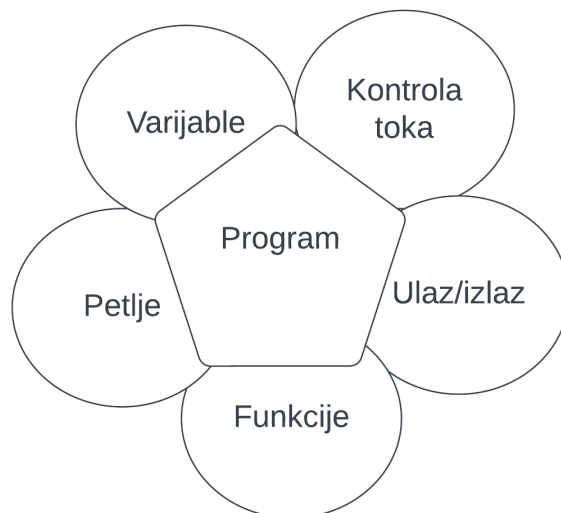 Varijable
Kontrola
toka
Program
Petlje
Ulaz/izlaz
Funkcije